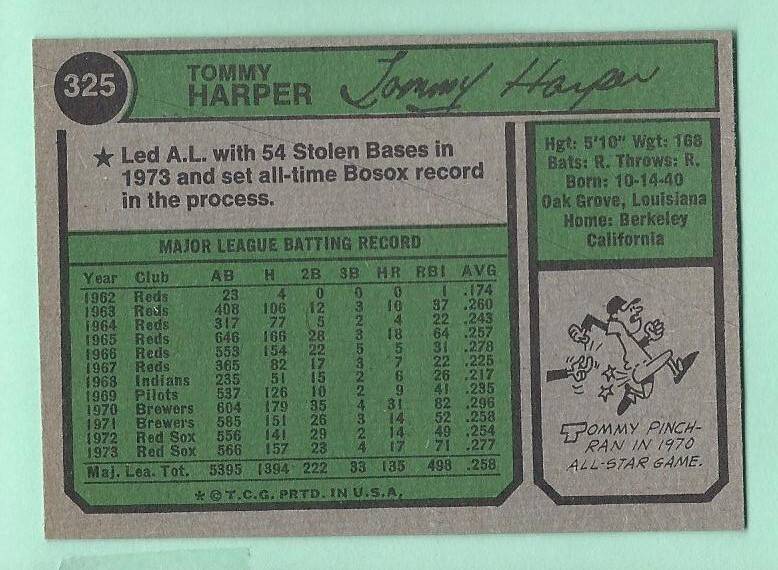 325
TOMMY
HARPER
Tommy Harper
★ Led A.L. with 54 Stolen Bases in
1973 and set all-time Bosox record
in the process.
MAJOR LEAGUE BATTING RECORD
Year Club AB H 2B 3B HR RBI AVG
1962 Reds 23 4 0 0 0 1 .174
1963 Reds 408 106 12 3 10 37 .260
1964 Reds 317 77 5 2 4 22 .243
1965 Reds 646 166 28 3 18 64 .257
1966 Reds 553 154 22 5 5 31 .278
1967 Reds 365 82 17 3 7 22 .225
1968 Indians 235 51 15 2 6 26 .217
1969 Pilots 537 126 10 2 9 41 .235
1970 Brewers 604 179 35 4 31 82 .296
1971 Brewers 585 151 26 3 14 52 .258
1972 Red Sox 556 141 29 2 14 49 .254
1973 Red Sox 566 157 23 4 17 71 .277
Maj. Lea. Tot. 5395 1394 222 33 135 498 .258
* © T.C.G. PRTD. IN U.S.A.
Hgt: 5'10" Wgt: 168
Bats: R. Throws: R.
Born: 10-14-40
Oak Grove, Louisiana
Home: Berkeley
California
TOMMY PINCH-
RAN IN 1970
ALL-STAR GAME.